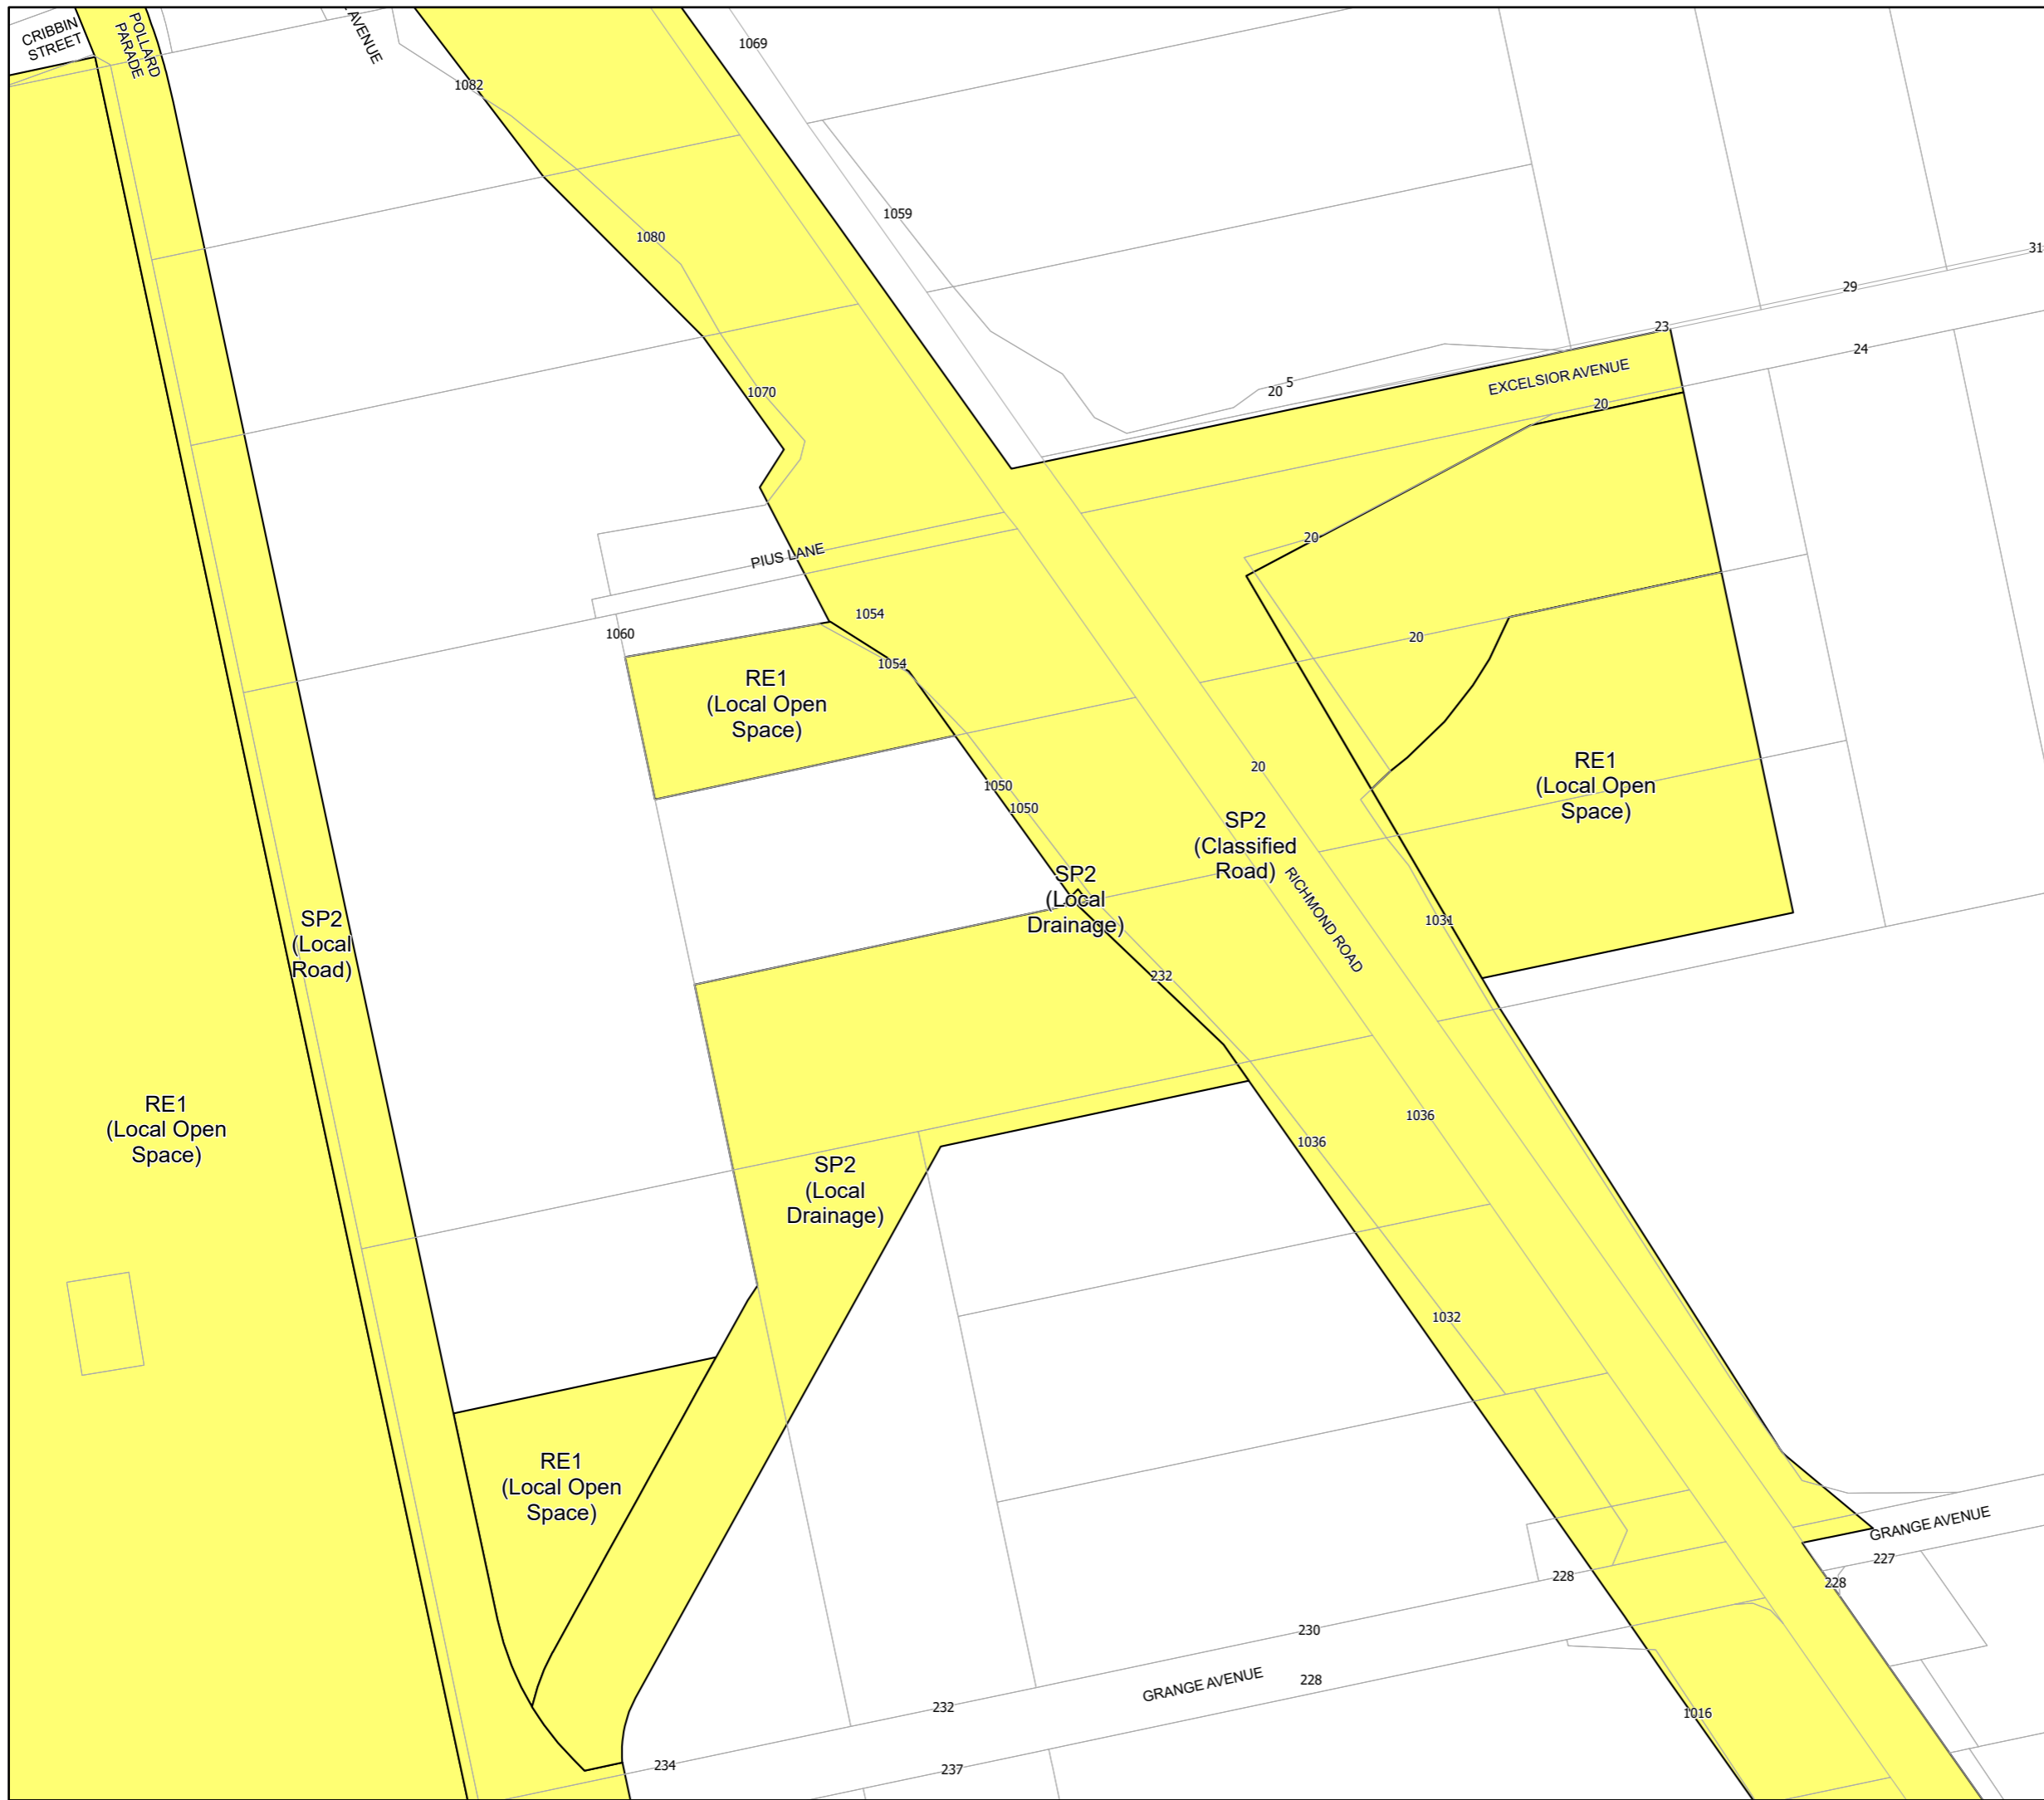 CRIBBIN
STREET
POLLARD
PARADE
AVENUE
1069
1082
1059
1080
31
29
23
24
EXCELSIOR AVENUE
5
20
1070
20
20
PIUS LANE
1054
1060
20
1054
RE1
(Local Open
Space)
RE1
(Local Open
Space)
20
1050
1050
SP2
(Classified
Road)
RICHMOND ROAD
SP2
(Local
Drainage)
SP2
(Local
Road)
1031
232
RE1
(Local Open
Space)
1036
1036
SP2
(Local
Drainage)
1032
RE1
(Local Open
Space)
GRANGE AVENUE
227
228
228
230
GRANGE AVENUE
228
232
1016
234
237